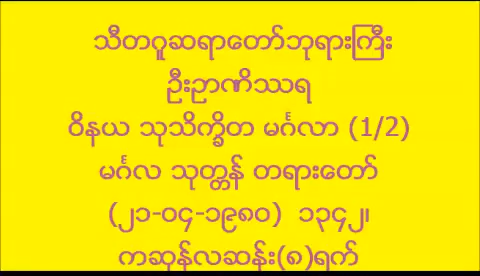 သီတဂူဆရာတော်ဘုရားကြီး
ဦးဉာဏိဿရ
ဝိနယ သုသိက္ခိတ မင်္ဂလာ (1/2)
မင်္ဂလ သုတ္တန် တရားတော်
(၂၁-၀၄-၁၉၈၀) ၁၃၄၂၊
ကဆုန်လဆန်း(၈)ရက်